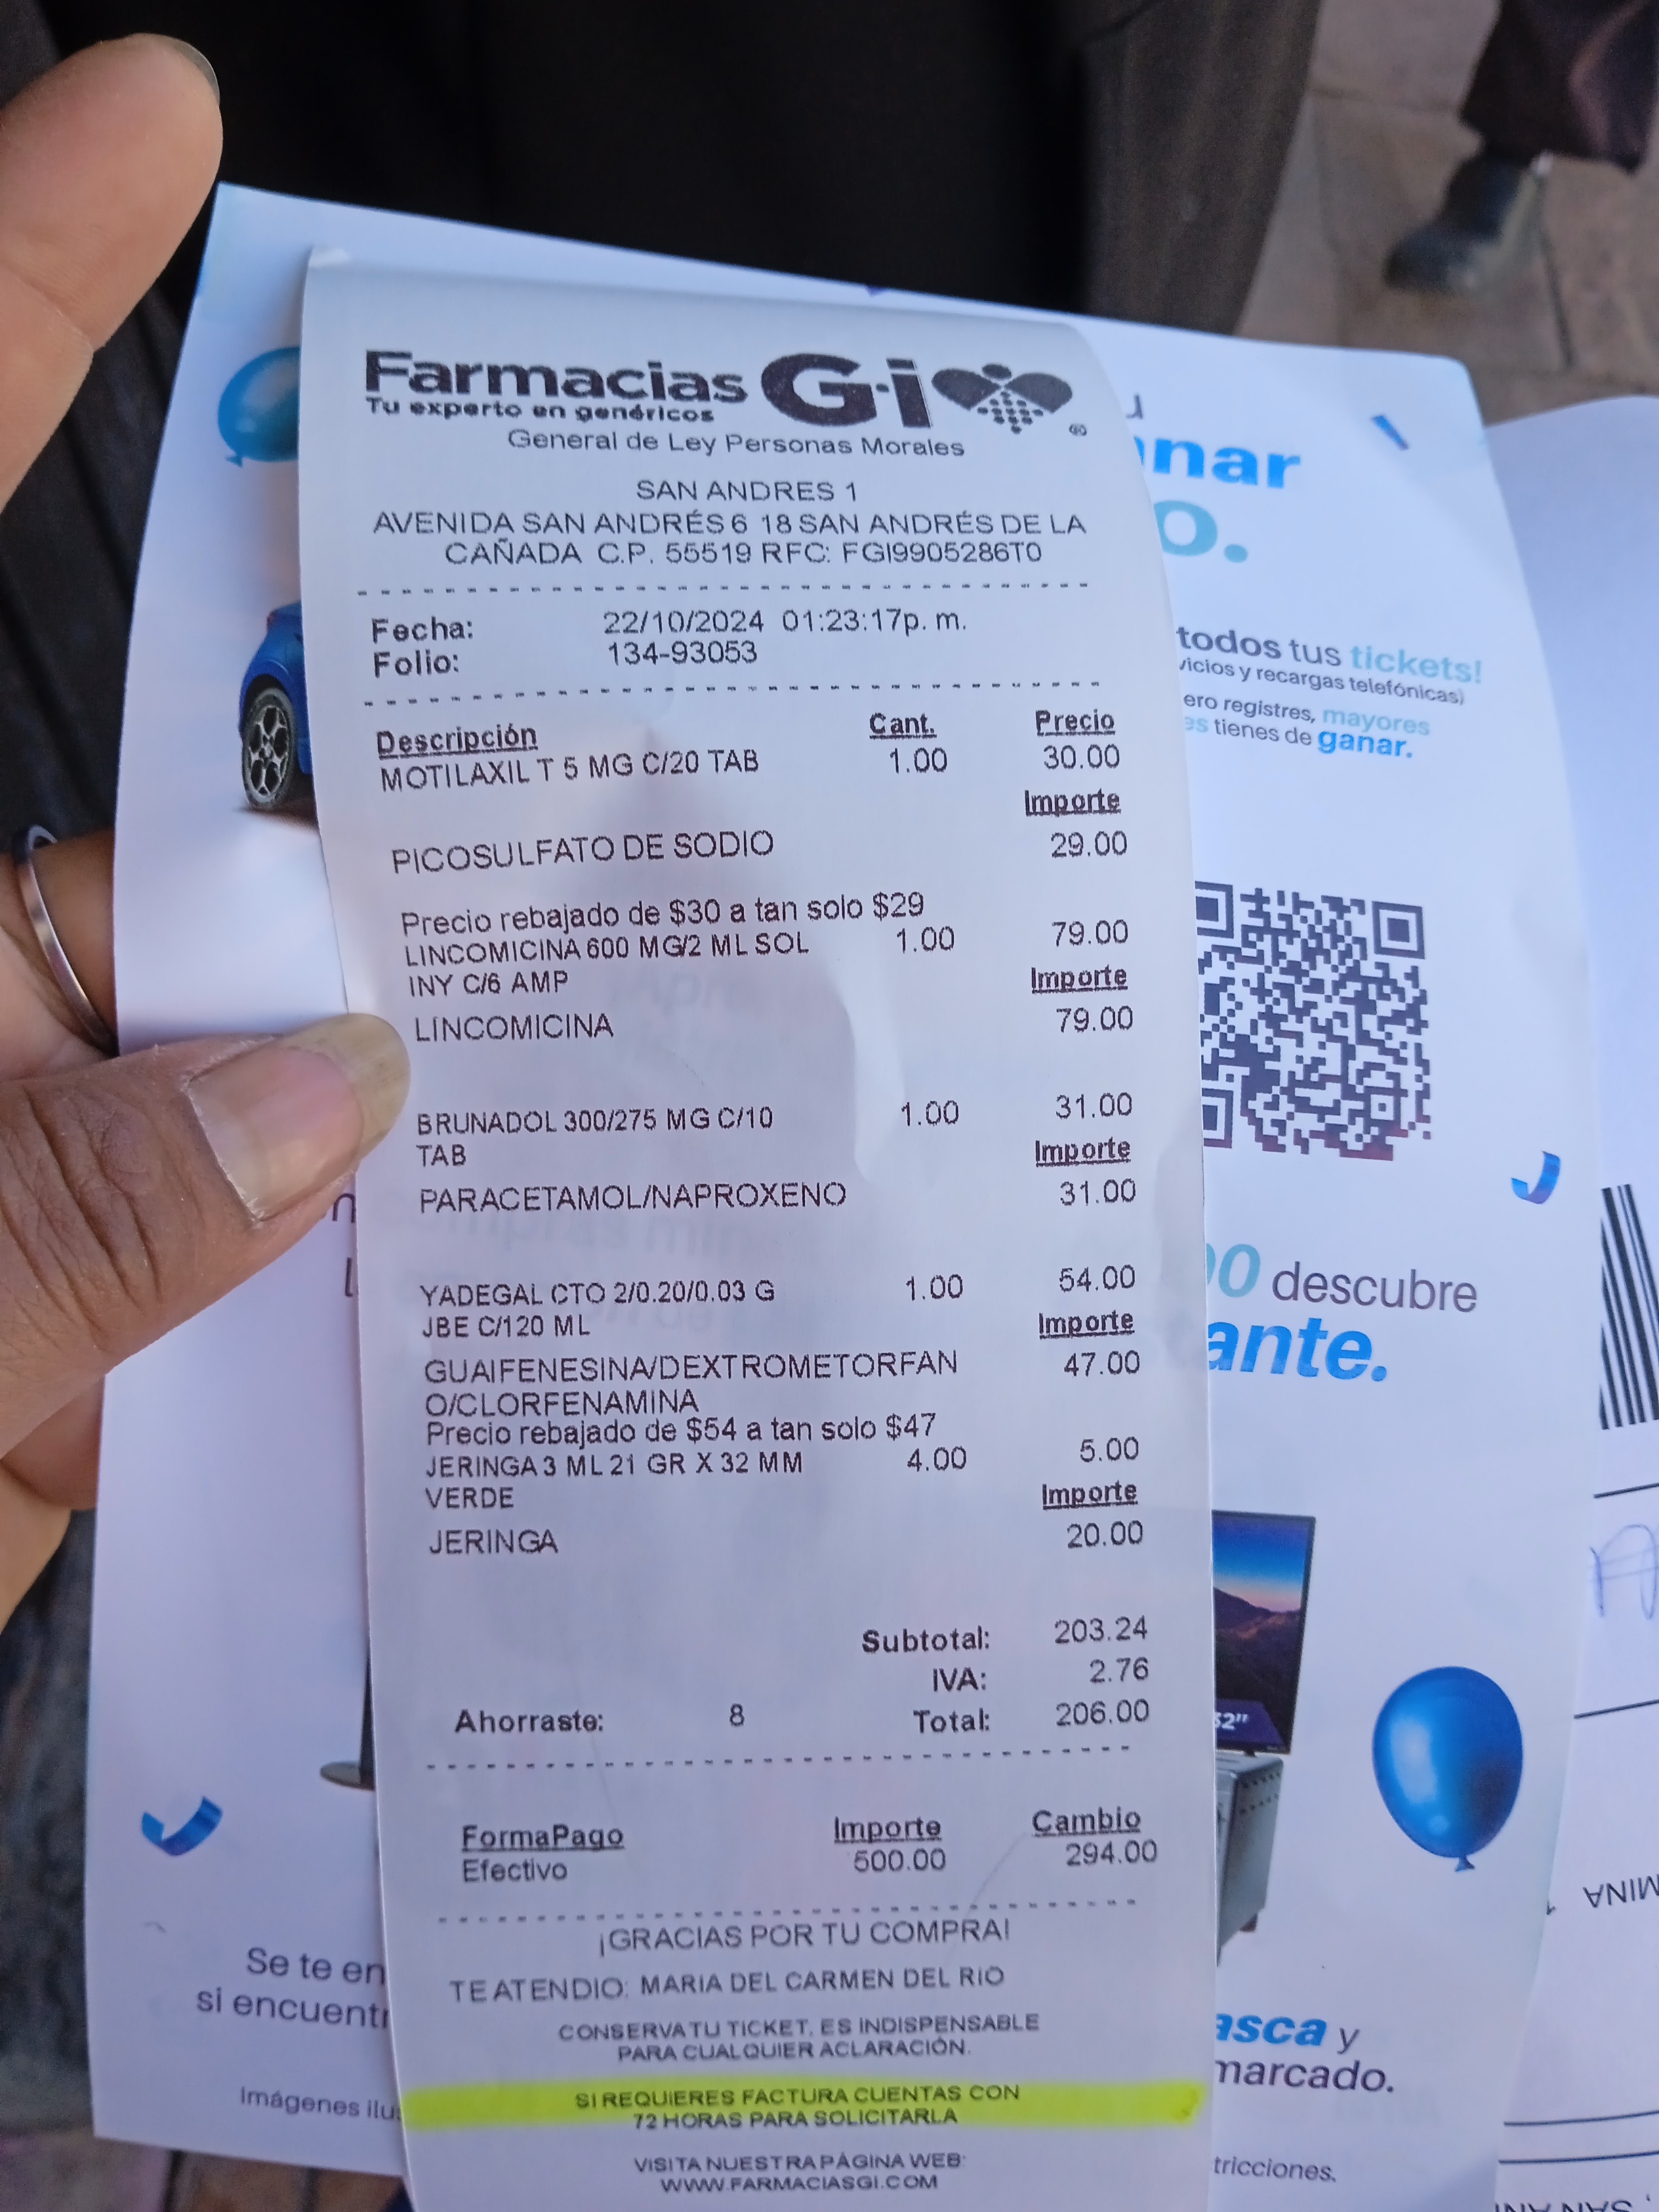 Farmacias Gi
Tu experto en genéricos
®
General de Ley Personas Morales
SAN ANDRES 1
AVENIDA SAN ANDRÉS 6 18 SAN ANDRÉS DE LA
CAÑADA C.P. 55519 RFC: FGI9905286T0
Fecha: 22/10/2024 01:23:17p. m.
Folio: 134-93053
Descripción Cant. Precio
MOTILAXIL T 5 MG C/20 TAB 1.00 30.00
Importe
PICOSULFATO DE SODIO 29.00
Precio rebajado de $30 a tan solo $29
LINCOMICINA 600 MG/2 ML SOL 1.00 79.00
INY C/6 AMP Importe
LINCOMICINA 79.00
BRUNADOL 300/275 MG C/10 1.00 31.00
TAB Importe
PARACETAMOL/NAPROXENO 31.00
YADEGAL CTO 2/0.20/0.03 G 1.00 54.00
JBE C/120 ML Importe
GUAIFENESINA/DEXTROMETORFAN 47.00
O/CLORFENAMINA
Precio rebajado de $54 a tan solo $47
JERINGA 3 ML 21 GR X 32 MM 4.00 5.00
VERDE Importe
JERINGA 20.00
Subtotal: 203.24
IVA: 2.76
Ahorraste: 8 Total: 206.00
FormaPago Importe Cambio
Efectivo 500.00 294.00
¡GRACIAS POR TU COMPRA!
TE ATENDIO: MARIA DEL CARMEN DEL RIO
CONSERVA TU TICKET, ES INDISPENSABLE
PARA CUALQUIER ACLARACIÓN.
SI REQUIERES FACTURA CUENTAS CON
72 HORAS PARA SOLICITARLA
VISITA NUESTRA PÁGINA WEB:
WWW.FARMACIASGI.COM
nar
O.
todos tus tickets!
vicios y recargas telefónicas)
ero registres, mayores
es tienes de ganar.
00 descubre
ante.
32"
Se te en
si encuentr
asca y
marcado.
Imágenes ilus
tricciones.
MINA
SAN AN